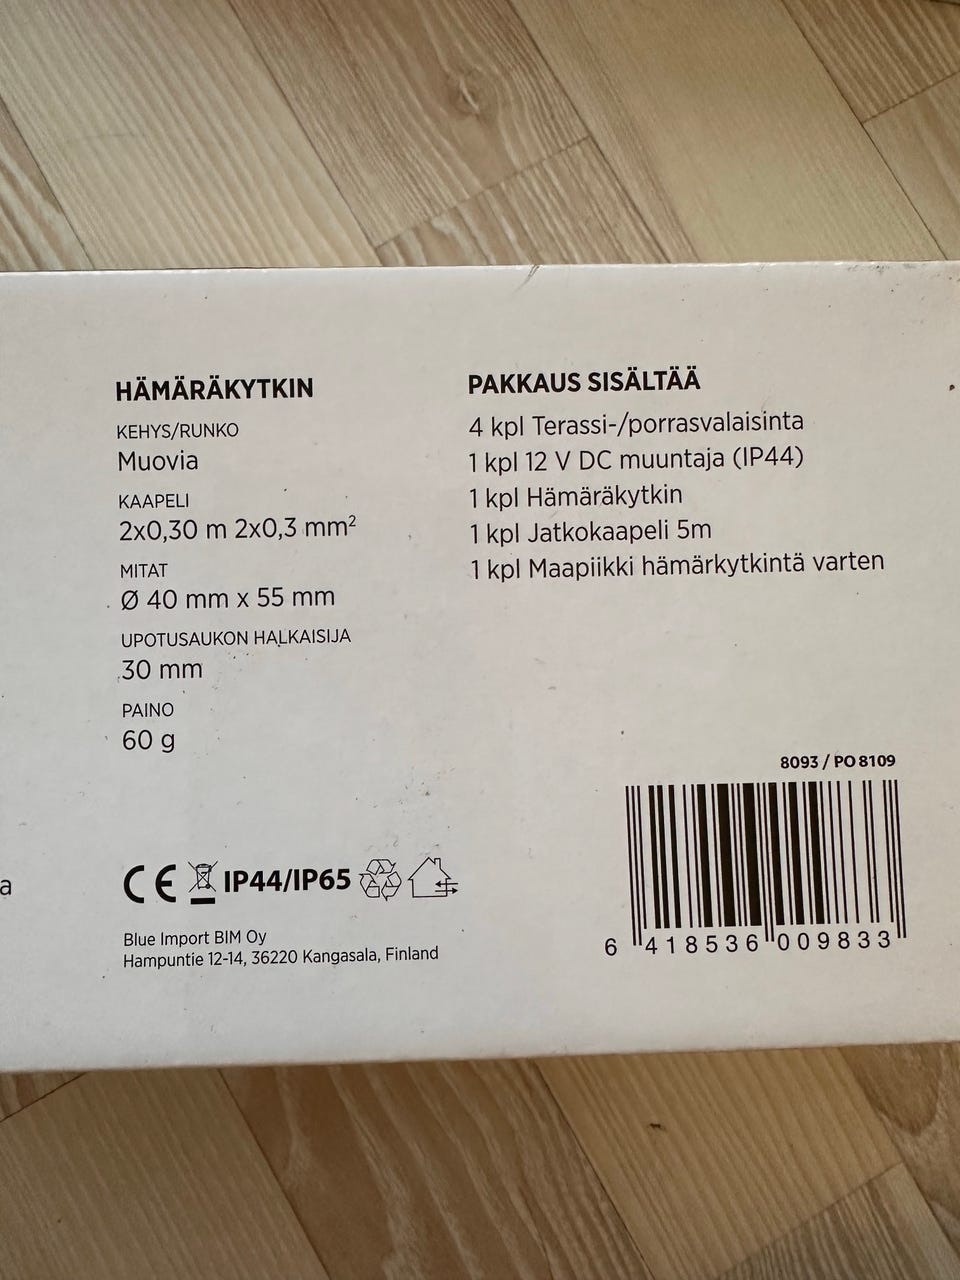 HÄMÄRÄKYTKIN
KEHYS/RUNKO
Muovia
KAAPELI
2x0,30 m 2x0,3 mm²
MITAT
Ø 40 mm x 55 mm
UPOTUSAUKON HALKAISIJA
30 mm
PAINO
60 g
PAKKAUS SISÄLTÄÄ
4 kpl Terassi-/porrasvalaisinta
1 kpl 12 V DC muuntaja (IP44)
1 kpl Hämäräkytkin
1 kpl Jatkokaapeli 5m
1 kpl Maapiikki hämärkytkintä varten
8093 / PO 8109
6 418536 009833
a
CE IP44/IP65
Blue Import BIM Oy
Hampuntie 12-14, 36220 Kangasala, Finland